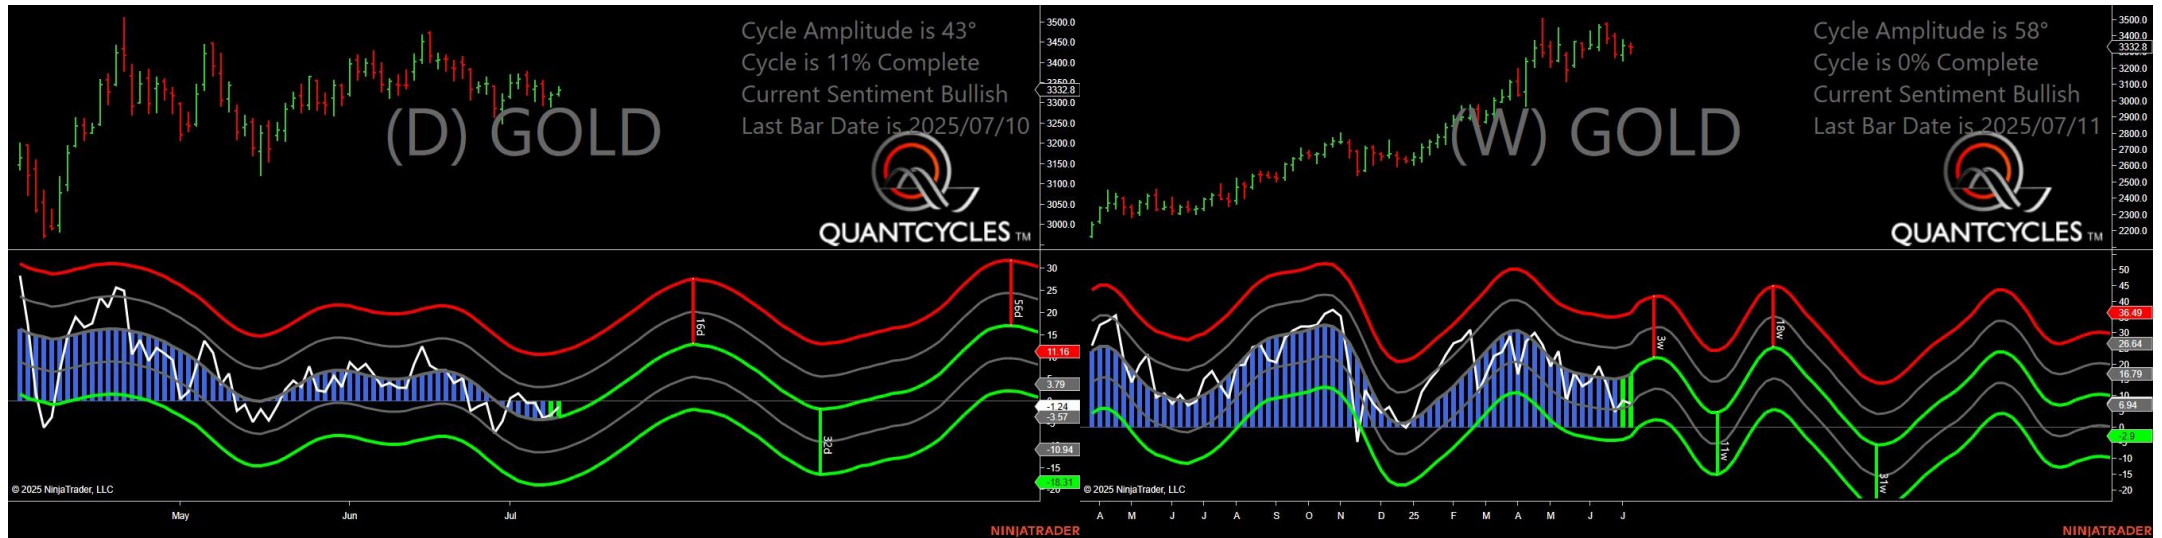 Cycle Amplitude is 43°
Cycle is 11% Complete
Current Sentiment Bullish
Last Bar Date is 2025/07/10
(D) GOLD
QUANTCYCLES TM
3500.0
3450.0
3400.0
3332.8
3300.0
3250.0
3200.0
3150.0
3100.0
3050.0
3000.0
30
25
20
15
11.16
3.79
-1.24
-3.57
-10.94
-15
-18.31
16d
32d
56d
© 2025 NinjaTrader, LLC
May
Jun
Jul
NINJATRADER
Cycle Amplitude is 58°
Cycle is 0% Complete
Current Sentiment Bullish
Last Bar Date is 2025/07/11
(W) GOLD
QUANTCYCLES TM
3500.0
3400.0
3332.8
3200.0
3100.0
3000.0
2900.0
2800.0
2700.0
2600.0
2500.0
2400.0
2300.0
2200.0
50
45
40
36.49
30
26.64
20
16.79
10
6.94
0
-2.9
-10
-15
-20
3w
11w
18w
31w
© 2025 NinjaTrader, LLC
A M J J A S O N D 25 F M A M J J
NINJATRADER